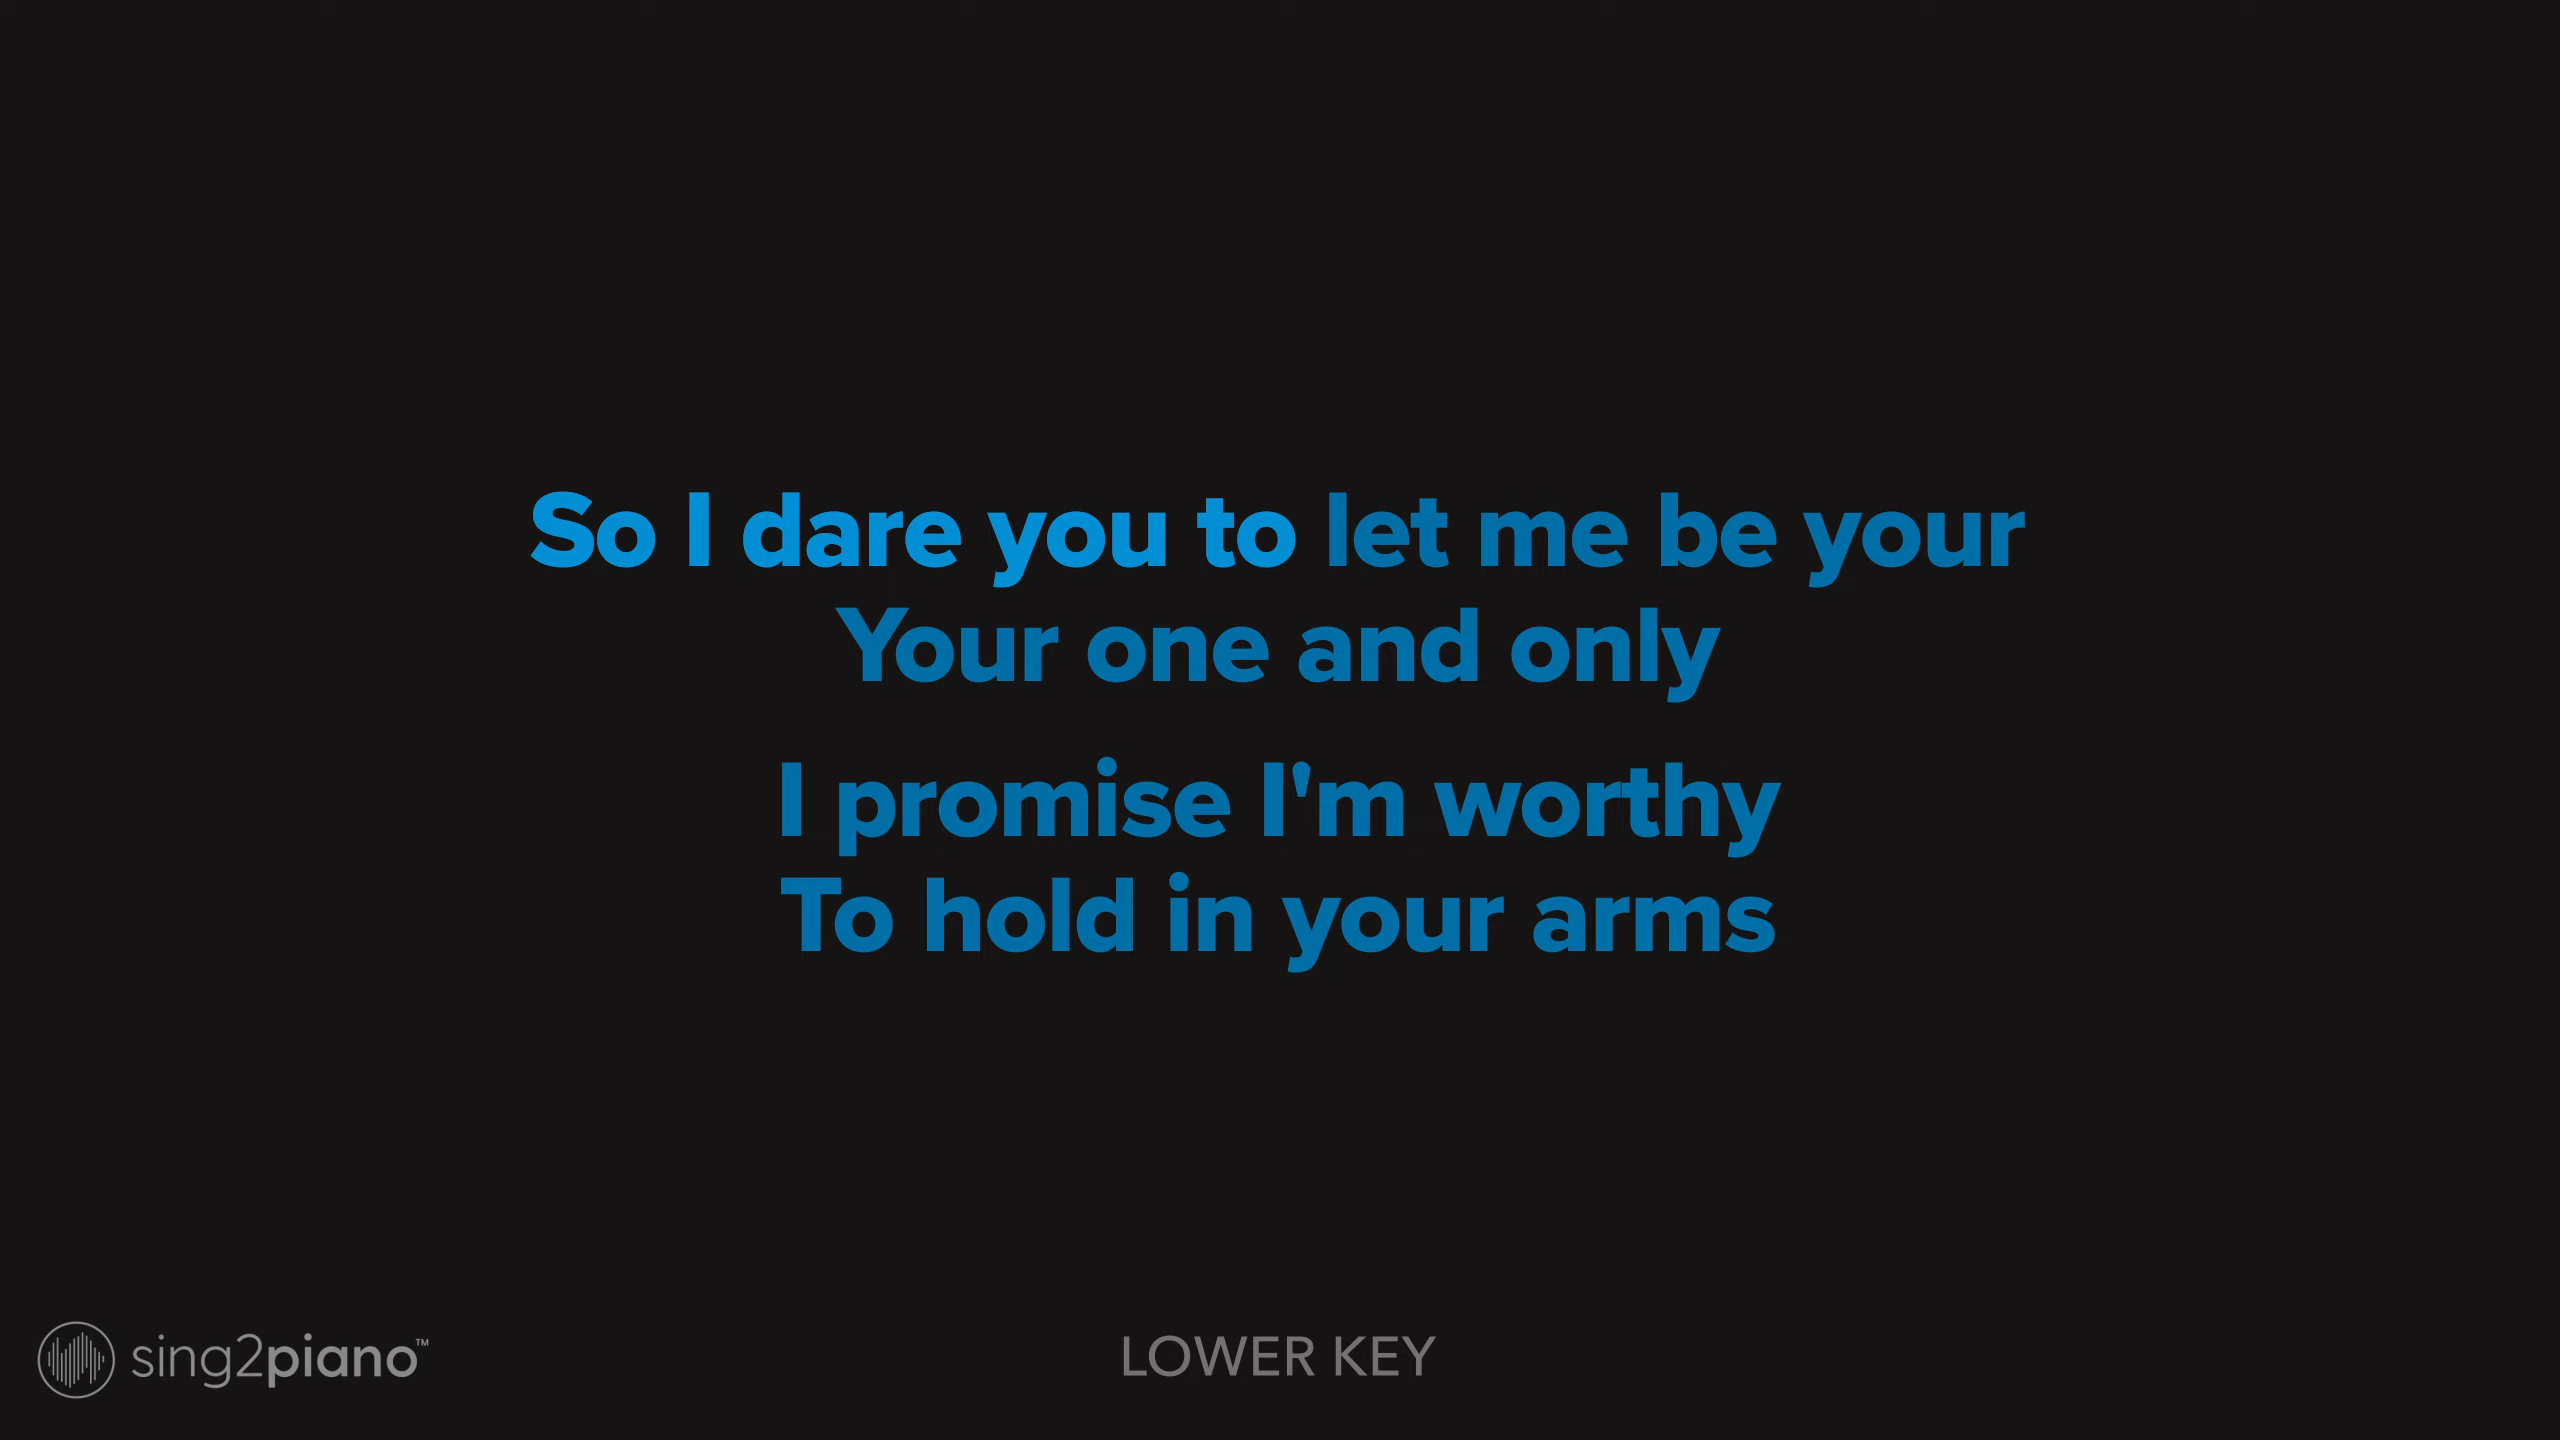 So I dare you to let me be your
Your one and only
I promise I'm worthy
To hold in your arms
sing2piano™
LOWER KEY